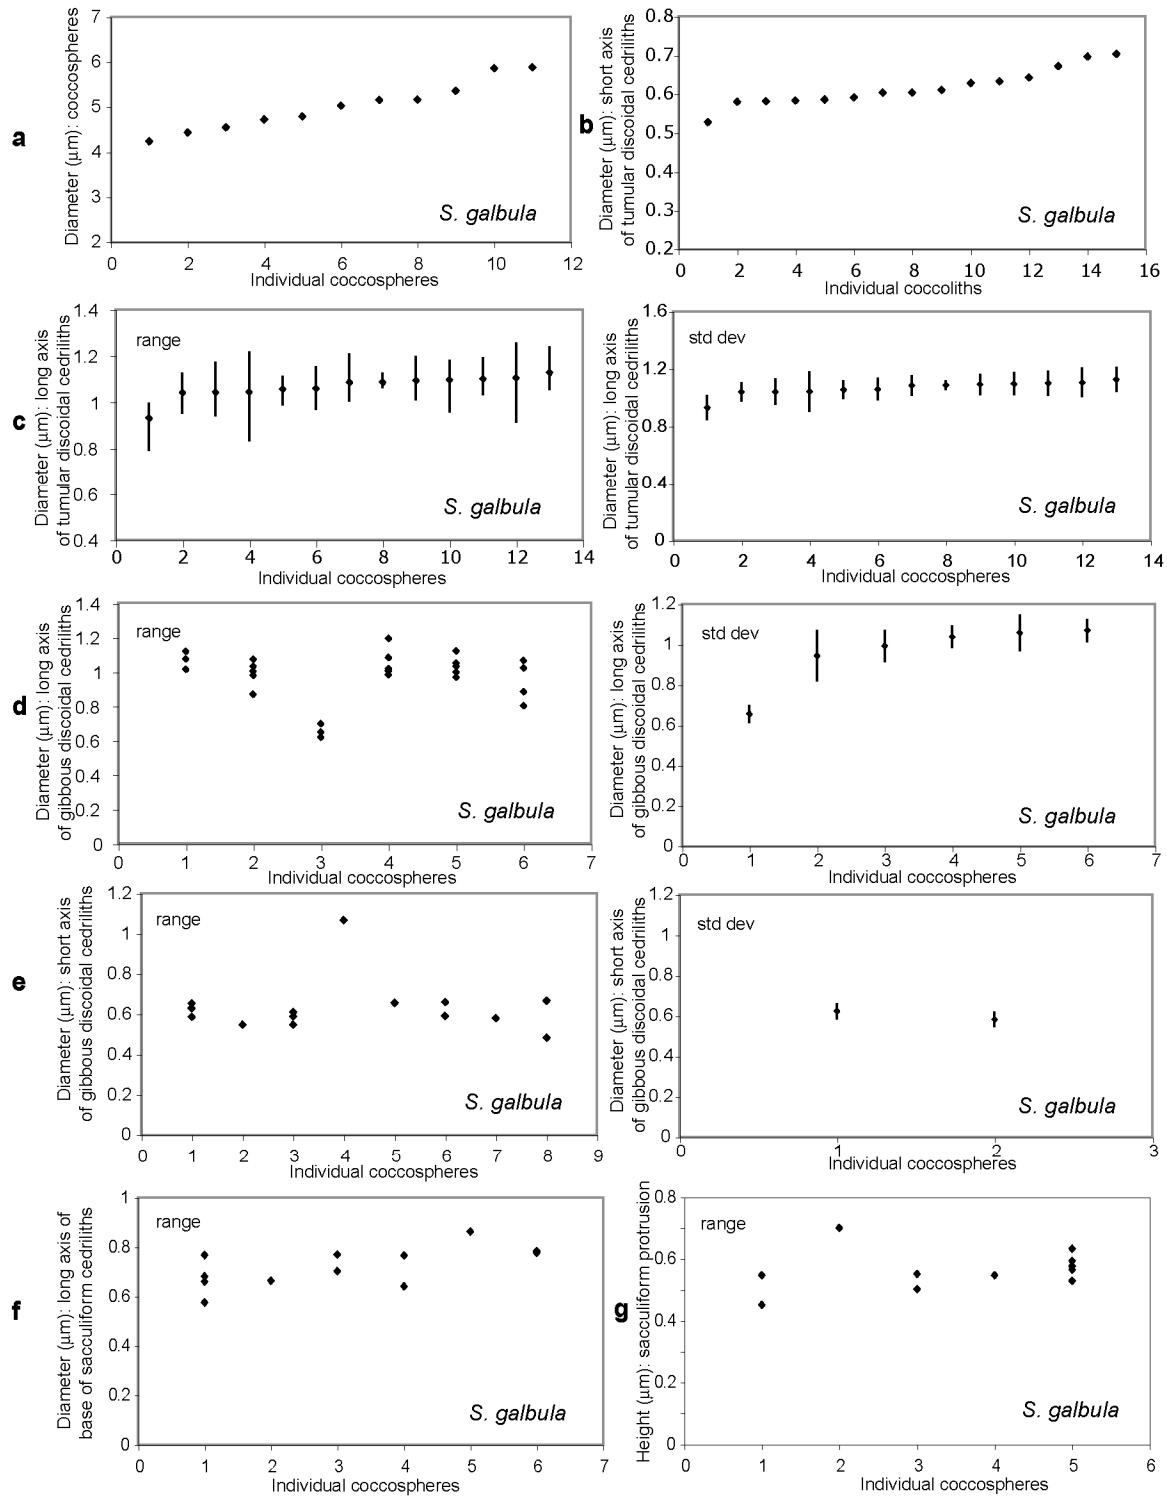 a
Diameter (μm): coccospheres
7
6
5
4
3
2
S. galbula
0 2 4 6 8 10 12
Individual coccospheres
b
Diameter (μm): short axis
of tumular discoidal cedriliths
0.8
0.7
0.6
0.5
0.4
0.3
0.2
S. galbula
0 2 4 6 8 10 12 14 16
Individual coccoliths
c
Diameter (μm): long axis
of tumular discoidal cedriliths
1.4
1.2
1
0.8
0.6
0.4
range
S. galbula
0 2 4 6 8 10 12 14
Individual coccospheres
Diameter (μm): long axis
of tumular discoidal cedriliths
1.6
1.2
0.8
0.4
0
std dev
S. galbula
0 2 4 6 8 10 12 14
Individual coccospheres
d
Diameter (μm): long axis
of gibbous discoidal cedriliths
1.4
1.2
1
0.8
0.6
0.4
0.2
0
range
S. galbula
0 1 2 3 4 5 6 7
Individual coccospheres
Diameter (μm): long axis
of gibbous discoidal cedriliths
1.2
1
0.8
0.6
0.4
0.2
0
std dev
S. galbula
0 1 2 3 4 5 6 7
Individual coccospheres
e
Diameter (μm): short axis
of gibbous discoidal cedriliths
1.2
1
0.8
0.6
0.4
0.2
0
range
S. galbula
0 1 2 3 4 5 6 7 8 9
Individual coccospheres
Diameter (μm): short axis
of gibbous discoidal cedriliths
1.2
1
0.8
0.6
0.4
0.2
0
std dev
S. galbula
0 1 2 3
Individual coccospheres
f
Diameter (μm): long axis of
base of sacculiform cedriliths
1
0.8
0.6
0.4
0.2
0
range
S. galbula
0 1 2 3 4 5 6 7
Individual coccospheres
g
Height (μm): sacculiform protrusion
0.8
0.6
0.4
0.2
0
range
S. galbula
0 1 2 3 4 5 6
Individual coccospheres